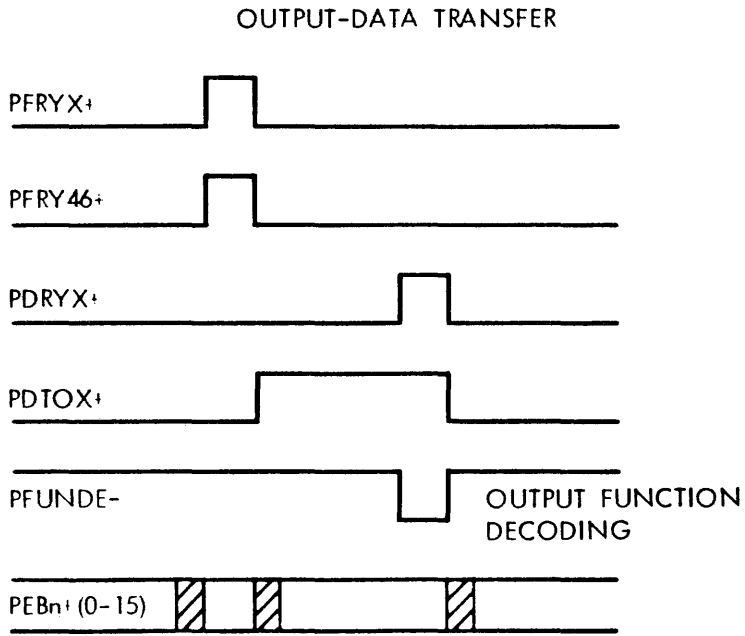 OUTPUT-DATA TRANSFER
PFRYX+
PFRY46+
PDRYX+
PDTOX+
PFUNDE-
OUTPUT FUNCTION
DECODING
PEBn+ (0-15)